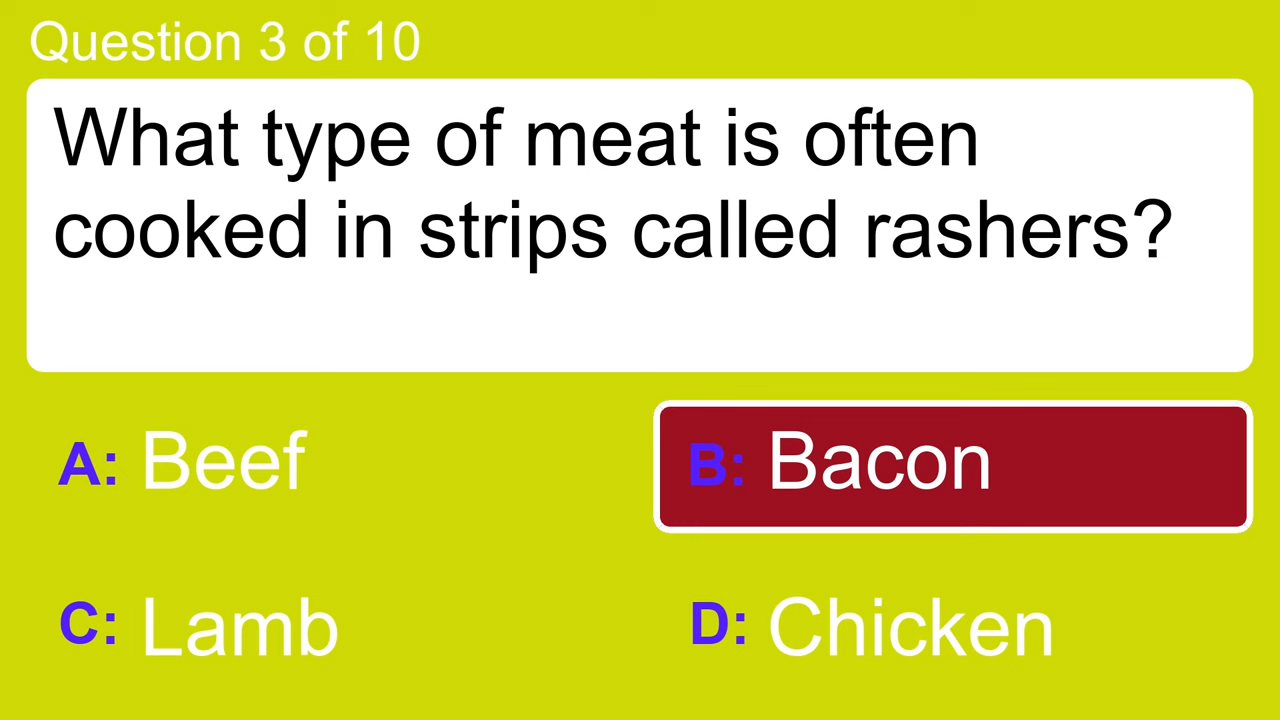 Question 3 of 10
What type of meat is often
cooked in strips called rashers?
A: Beef
B: Bacon
C: Lamb
D: Chicken